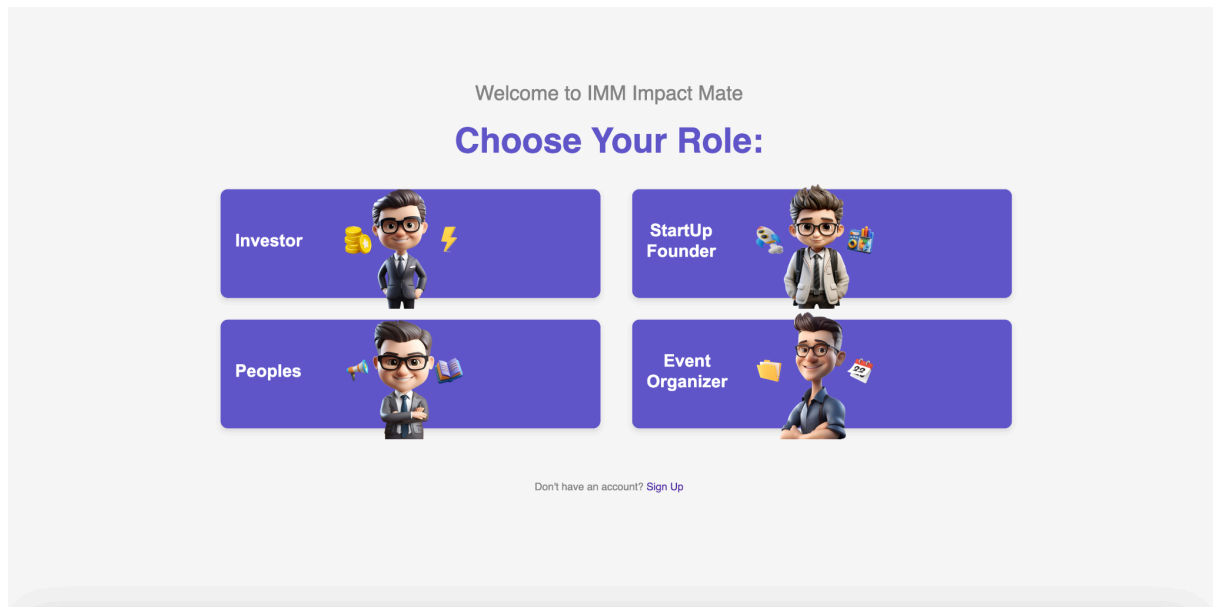 Welcome to IMM Impact Mate
Choose Your Role:
Investor
StartUp
Founder
Peoples
Event
Organizer
22
Don't have an account? Sign Up